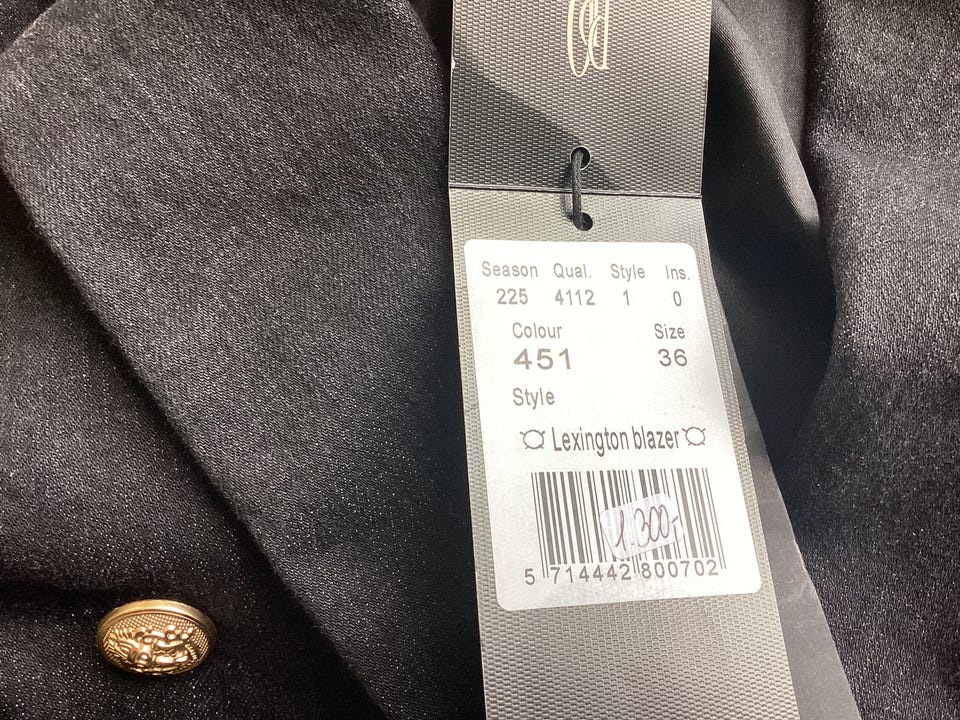 Season Qual. Style Ins.
225 4112 1 0
Colour Size
451 36
Style
¤ Lexington blazer ¤
1.300,-
5 714442 800702